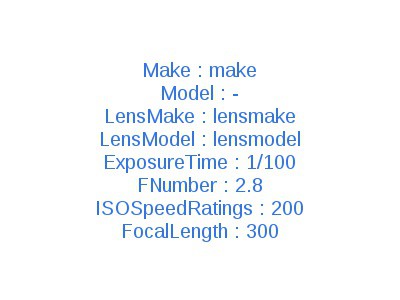 Make : make
Model : -
LensMake : lensmake
LensModel : lensmodel
ExposureTime : 1/100
FNumber : 2.8
ISOSpeedRatings : 200
FocalLength : 300